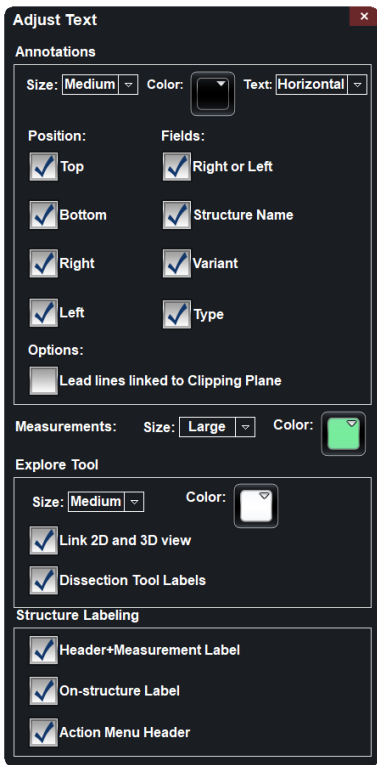 Adjust Text
Annotations
Size: Medium Color: Text: Horizontal
Position: Fields:
Top Right or Left
Bottom Structure Name
Right Variant
Left Type
Options:
Lead lines linked to Clipping Plane
Measurements: Size: Large Color:
Explore Tool
Size: Medium Color:
Link 2D and 3D view
Dissection Tool Labels
Structure Labeling
Header+Measurement Label
On-structure Label
Action Menu Header